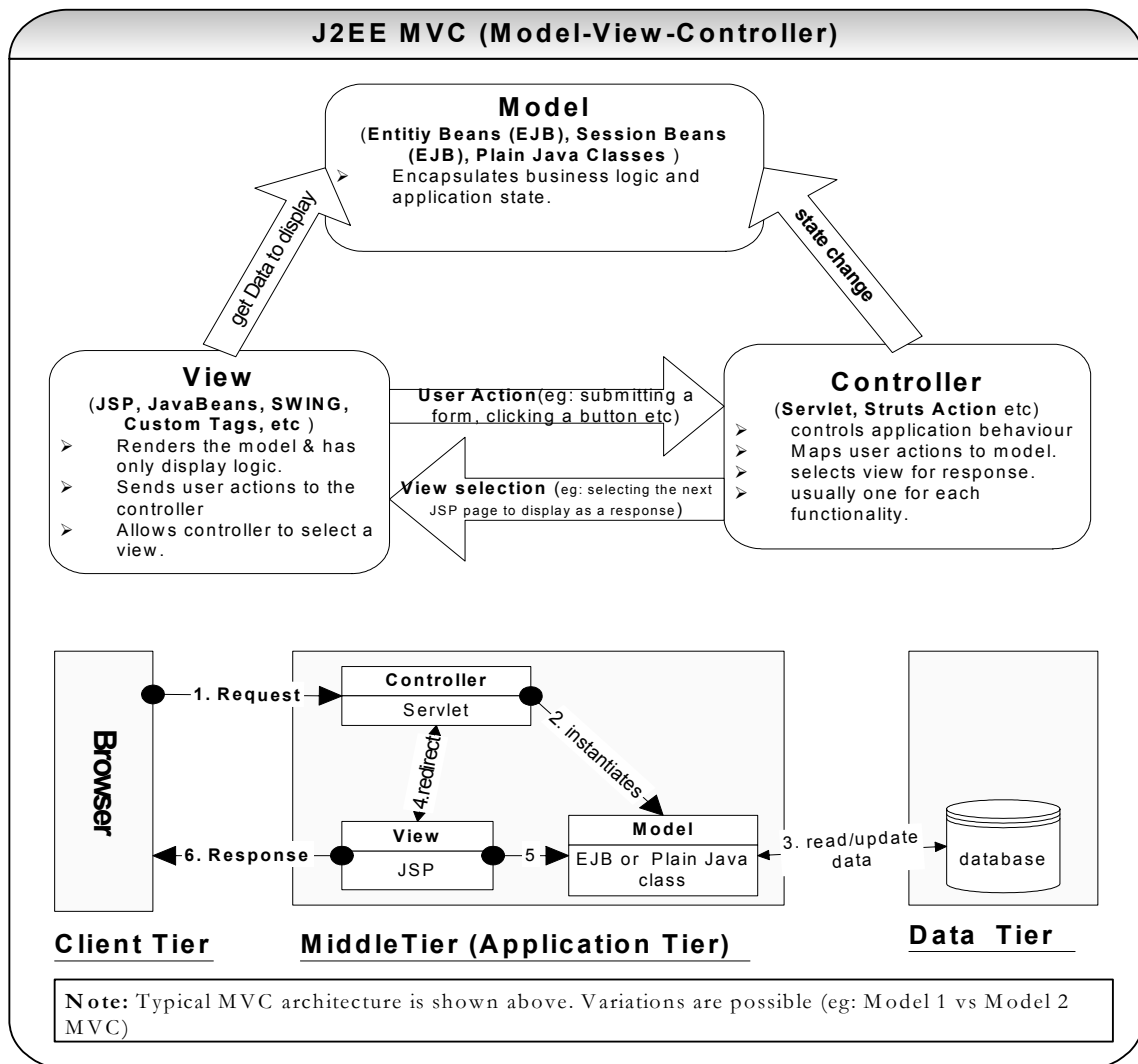 J2EE MVC (Model-View-Controller)
Model
(Entitiy Beans (EJB), Session Beans
(EJB), Plain Java Classes )
➢ Encapsulates business logic and
application state.
get Data to display
state change
View
(JSP, JavaBeans, SWING,
Custom Tags, etc )
➢ Renders the model & has
only display logic.
➢ Sends user actions to the
controller
➢ Allows controller to select a
view.
User Action(eg: submitting a
form, clicking a button etc)
View selection (eg: selecting the next
JSP page to display as a response)
Controller
(Servlet, Struts Action etc)
➢ controls application behaviour
➢ Maps user actions to model.
➢ selects view for response.
➢ usually one for each
functionality.
Browser
1. Request
Controller
Servlet
2. instantiates
4.redirect
View
JSP
6. Response
5
Model
EJB or Plain Java
class
3. read/update
data
database
Client Tier
MiddleTier (Application Tier)
Data Tier
Note: Typical MVC architecture is shown above. Variations are possible (eg: Model 1 vs Model 2
MVC)